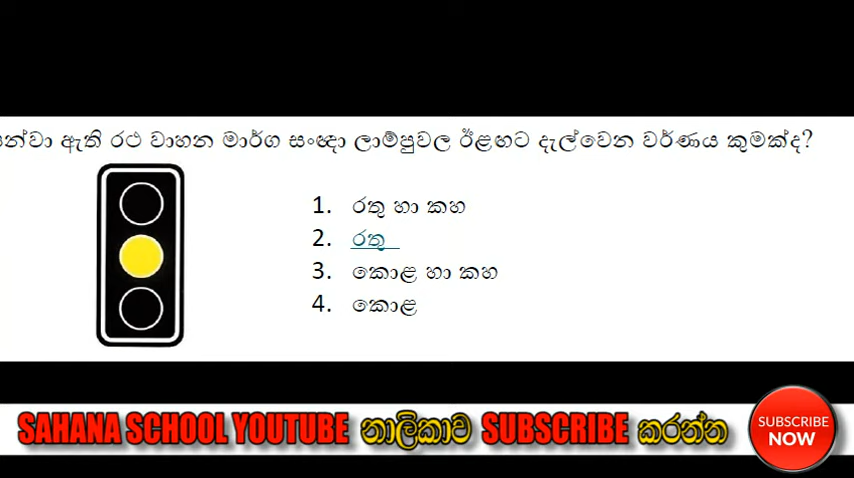 ඇති රථ වාහන මාර්ග සංඥා ලාම්පුවල ඊළඟට දැල්වෙන වර්ණය කුමක්ද?
1. රතු හා කහ
2. රතු
3. කොළ හා කහ
4. කොළ
SAHANA SCHOOL YOUTUBE නාලිකාව SUBSCRIBE කරන්න
SUBSCRIBE
NOW